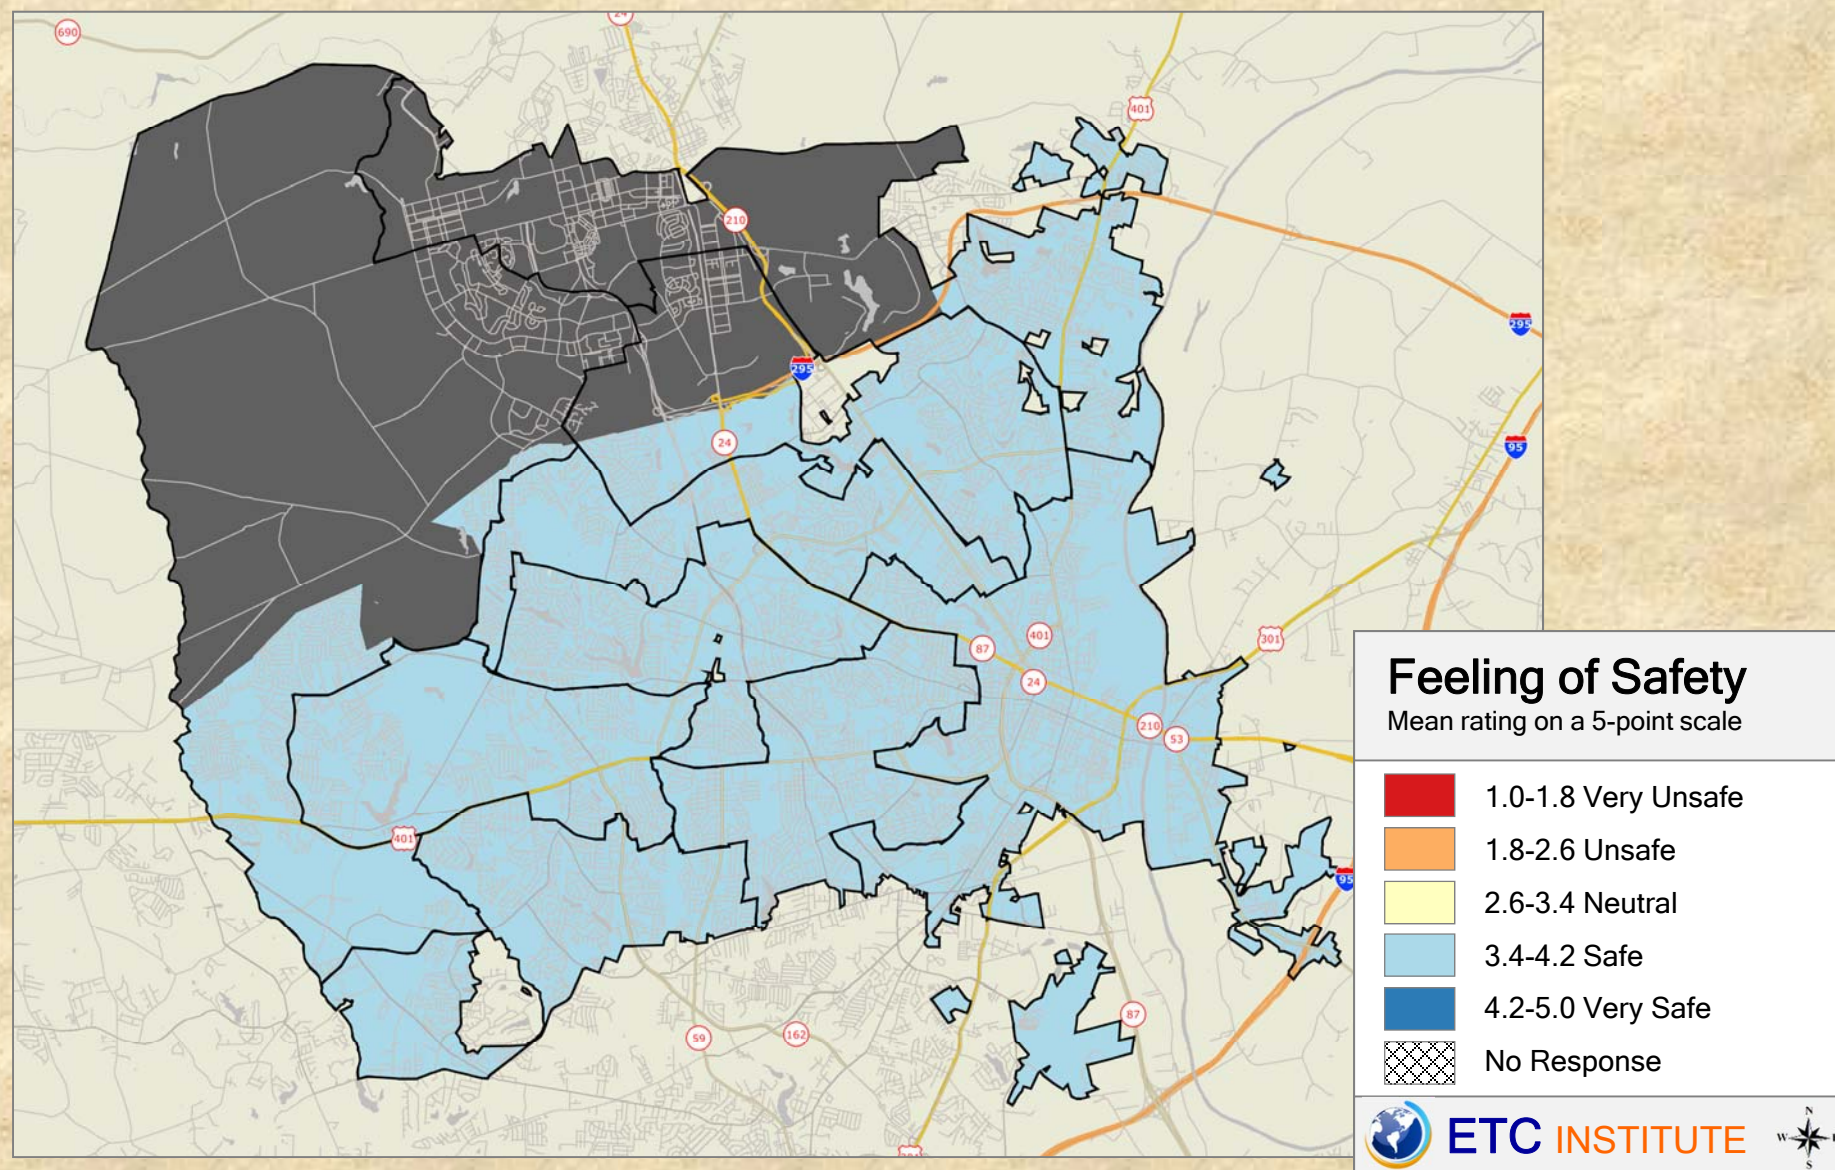 690
24
401
210
295
295
24
95
87
401
301
24
210
53
401
95
59
162
87
Feeling of Safety
Mean rating on a 5-point scale
1.0-1.8 Very Unsafe
1.8-2.6 Unsafe
2.6-3.4 Neutral
3.4-4.2 Safe
4.2-5.0 Very Safe
No Response
ETC INSTITUTE
N
W
S